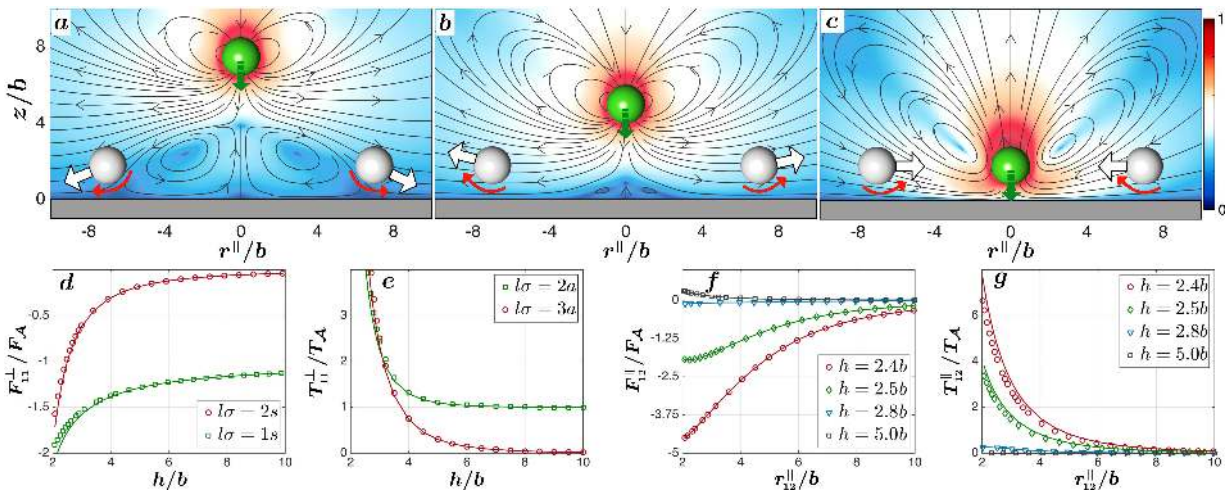 a
b
c
z/b
8
4
0
-8 -4 0 4 8
-8 -4 0 4 8
-8 -4 0 4 8
r∥/b
r∥/b
r∥/b
1
0
d
F⊥11/F𝒜
-0.5
-1
-1.5
2 4 6 8 10
h/b
lσ = 2s
lσ = 1s
e
T⊥11/T𝒜
3
2
1
0
2 4 6 8 10
h/b
lσ = 2a
lσ = 3a
f
F∥12/F𝒜
0
-1.25
-2.5
-3.75
2 4 6 8 10
r∥12/b
h = 2.4b
h = 2.5b
h = 2.8b
h = 5.0b
g
T∥12/T𝒜
6
4
2
0
2 4 6 8 10
r∥12/b
h = 2.4b
h = 2.5b
h = 2.8b
h = 5.0b